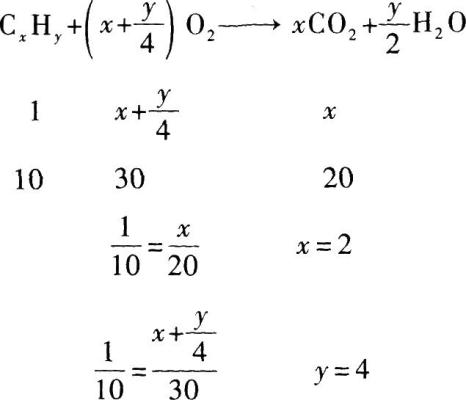 CₓHᵧ+(x+y/4) O₂⟶ xCO₂+y/2 H₂O
1 x+y/4 x
10 30 20
1/10=x/20 x=2
1/10=(x+y/4)/30 y=4